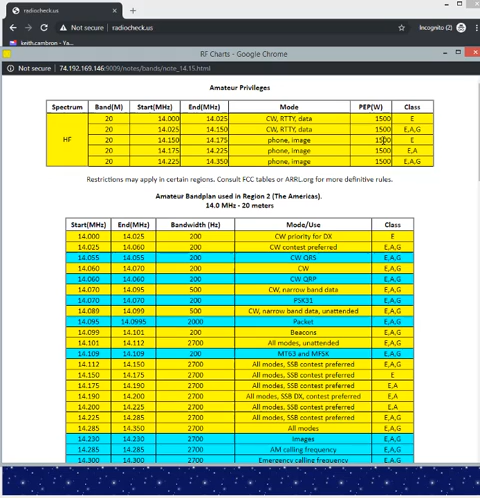 radiocheck.us
Not secure | radiocheck.us
Incognito (2)
keith.cambron - Ya...
RF Charts - Google Chrome
Not secure | 74.192.169.146:9009/notes/bands/note_14.15.html
Amateur Privileges
Spectrum Band(M) Start(MHz) End(MHz) Mode PEP(W) Class
HF
20 14.000 14.025 CW, RTTY, data 1500 E
20 14.025 14.150 CW, RTTY, data 1500 E,A,G
20 14.150 14.175 phone, image 1500 E
20 14.175 14.225 phone, image 1500 E,A
20 14.225 14.350 phone, image 1500 E,A,G
Restrictions may apply in certain regions. Consult FCC tables or ARRL.org for more definitive rules.
Amateur Bandplan used in Region 2 (The Americas).
14.0 MHz - 20 meters
Start(MHz) End(MHz) Bandwidth (Hz) Mode/Use Class
14.000 14.025 200 CW priority for DX E
14.025 14.060 200 CW contest preferred E,A,G
14.055 14.055 200 CW QRS E,A,G
14.060 14.070 200 CW E,A,G
14.060 14.060 200 CW QRP E,A,G
14.070 14.095 500 CW, narrow band data E,A,G
14.070 14.070 200 PSK31 E,A,G
14.089 14.099 500 CW, narrow band data, unattended E,A,G
14.095 14.0995 2000 Packet E,A,G
14.099 14.101 200 Beacons E,A,G
14.101 14.112 2700 All modes, unattended E,A,G
14.109 14.109 200 MT63 and MFSK E,A,G
14.112 14.150 2700 All modes, SSB contest preferred E,A,G
14.150 14.175 2700 All modes, SSB contest preferred E
14.175 14.190 2700 All modes, SSB contest preferred E,A
14.190 14.200 2700 All modes, SSB DX, contest preferred E,A
14.200 14.225 2700 All modes, SSB contest preferred E,A
14.225 14.285 2700 All modes, SSB contest preferred E,A,G
14.285 14.350 2700 All modes E,A,G
14.230 14.230 2700 Images E,A,G
14.285 14.285 2700 AM calling frequency E,A,G
14.300 14.300 2700 Emergency calling frequency E,A,G